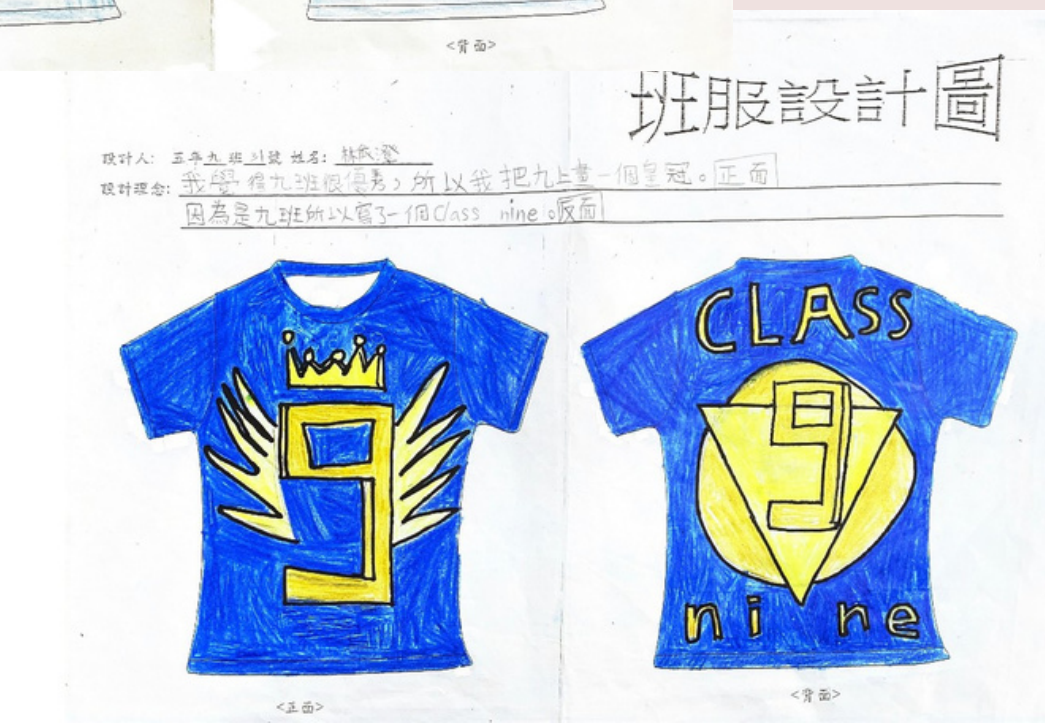 <背面>
班服設計圖
設計人: 五年九班31號 姓名: 林
設計理念: 我覺得九班很優秀,所以我把九上畫一個皇冠。正面
因為是九班所以寫了一個Class nine。反面
CLASS
9
9
ni ne
<正面>
<背面>